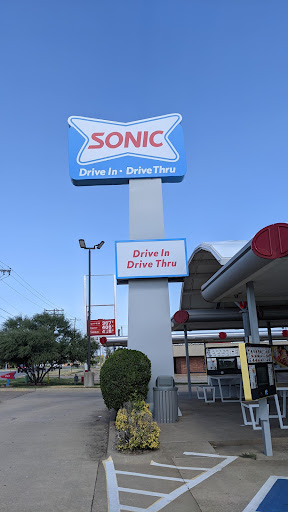 SONIC
Drive In · Drive Thru
Drive In
Drive Thru